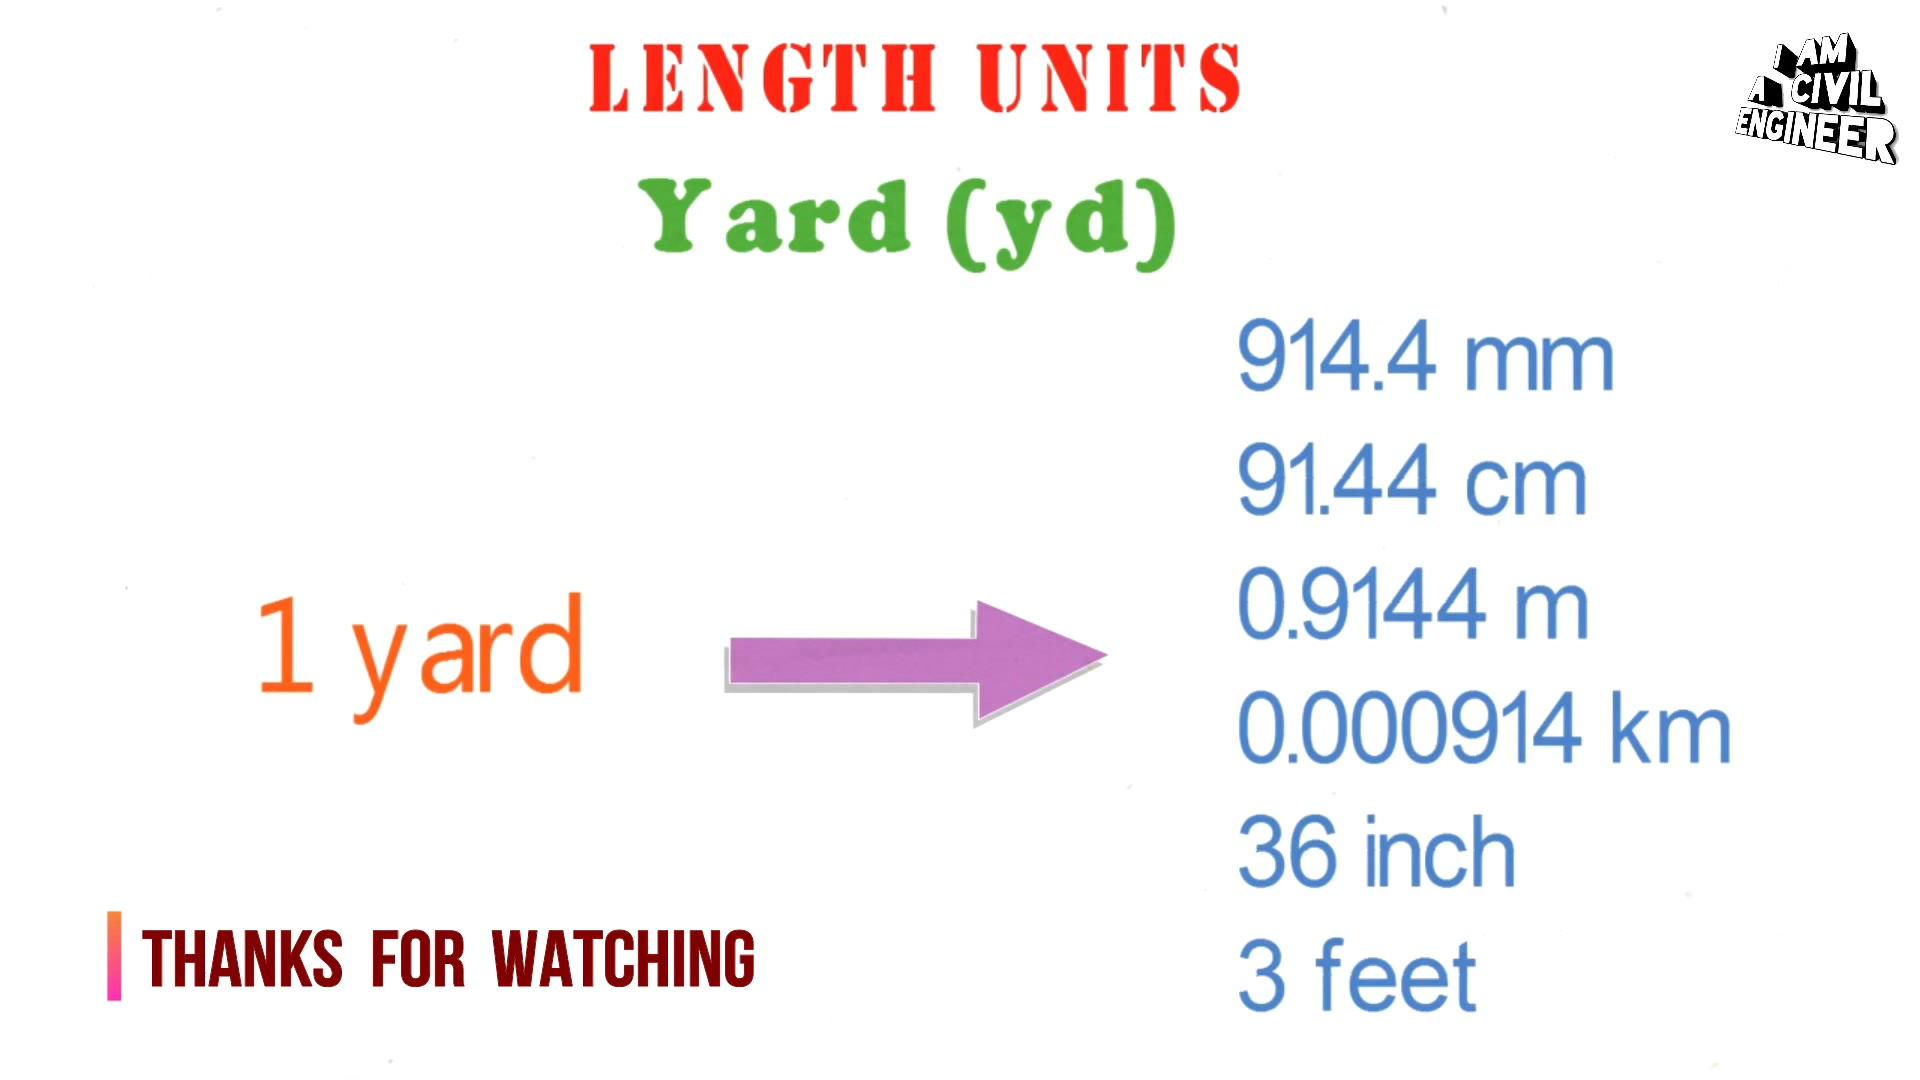 LENGTH UNITS
I AM
A CIVIL
ENGINEER
Yard (yd)
1 yard
914.4 mm
91.44 cm
0.9144 m
0.000914 km
36 inch
3 feet
THANKS FOR WATCHING